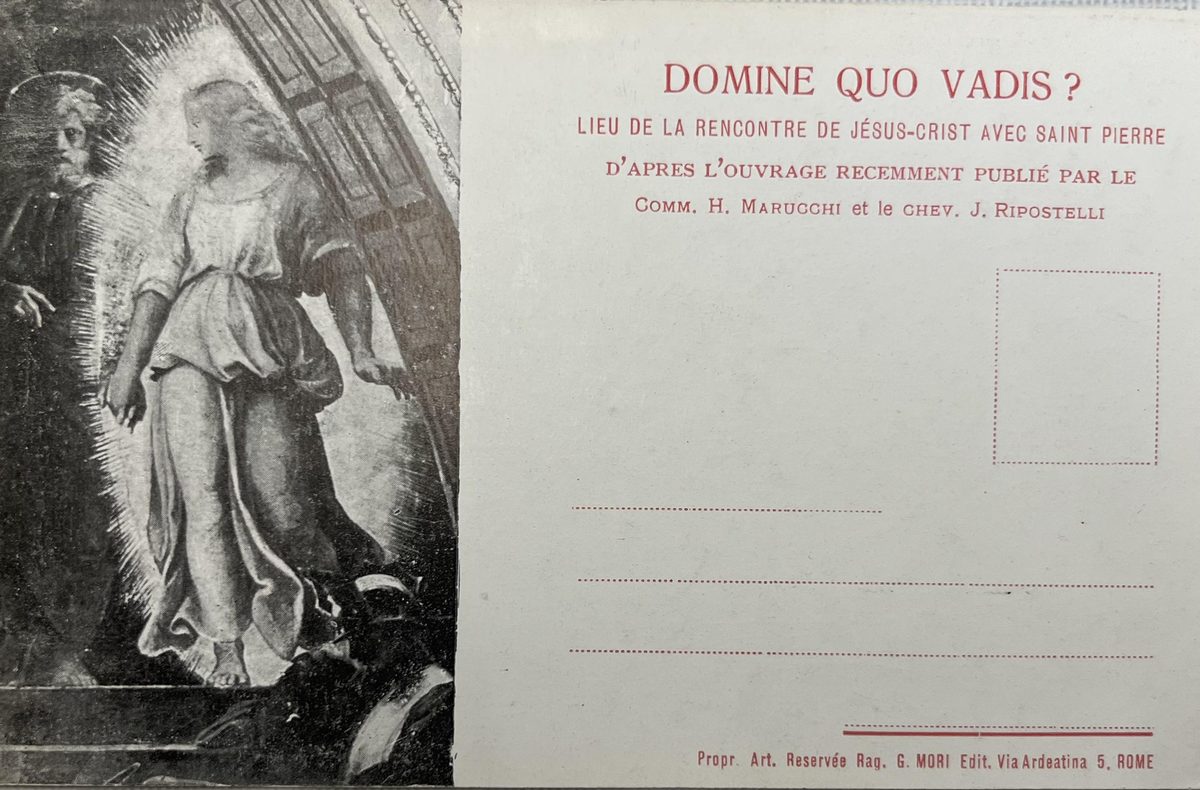 DOMINE QUO VADIS ?
LIEU DE LA RENCONTRE DE JÉSUS-CRIST AVEC SAINT PIERRE
D'APRES L'OUVRAGE RECEMMENT PUBLIÉ PAR LE
COMM. H. MARUCCHI et le CHEV. J. RIPOSTELLI
Propr. Art. Reservée Rag. G. MORI Edit. Via Ardeatina 5, ROME